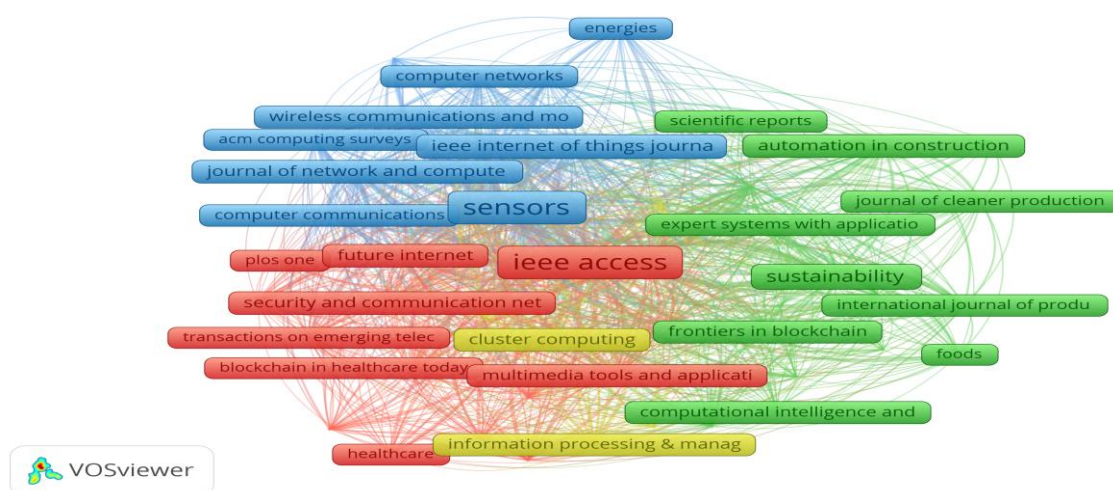 energies
computer networks
wireless communications and mo
scientific reports
acm computing surveys
ieee internet of things journa
automation in construction
journal of network and compute
journal of cleaner production
computer communications
sensors
expert systems with applicatio
plos one
future internet
ieee access
sustainability
security and communication net
international journal of produ
transactions on emerging telec
cluster computing
frontiers in blockchain
foods
blockchain in healthcare today
multimedia tools and applicati
computational intelligence and
healthcare
information processing & manag
VOSviewer